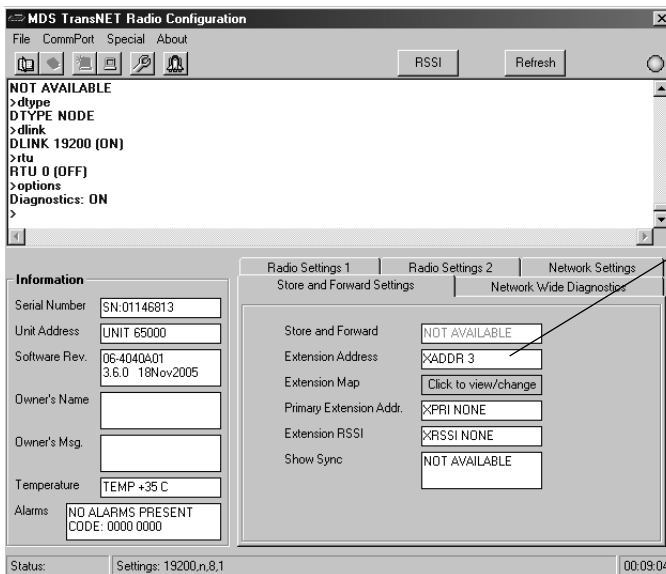 MDS TransNET Radio Configuration
File CommPort Special About
RSSI Refresh
NOT AVAILABLE
>dtype
DTYPE NODE
>dlink
DLINK 19200 (ON)
>rtu
RTU 0 (OFF)
>options
Diagnostics: ON
>
Radio Settings 1 Radio Settings 2 Network Settings
Store and Forward Settings Network Wide Diagnostics
Information
Serial Number SN:01146813
Unit Address UNIT 65000
Software Rev. 06-4040A01
3.6.0 18Nov2005
Owner's Name
Owner's Msg.
Temperature TEMP +35 C
Alarms NO ALARMS PRESENT
CODE: 0000 0000
Store and Forward NOT AVAILABLE
Extension Address XADDR 3
Extension Map Click to view/change
Primary Extension Addr. XPRI NONE
Extension RSSI XRSSI NONE
Show Sync NOT AVAILABLE
Status: Settings: 19200,n,8,1 00:09:04